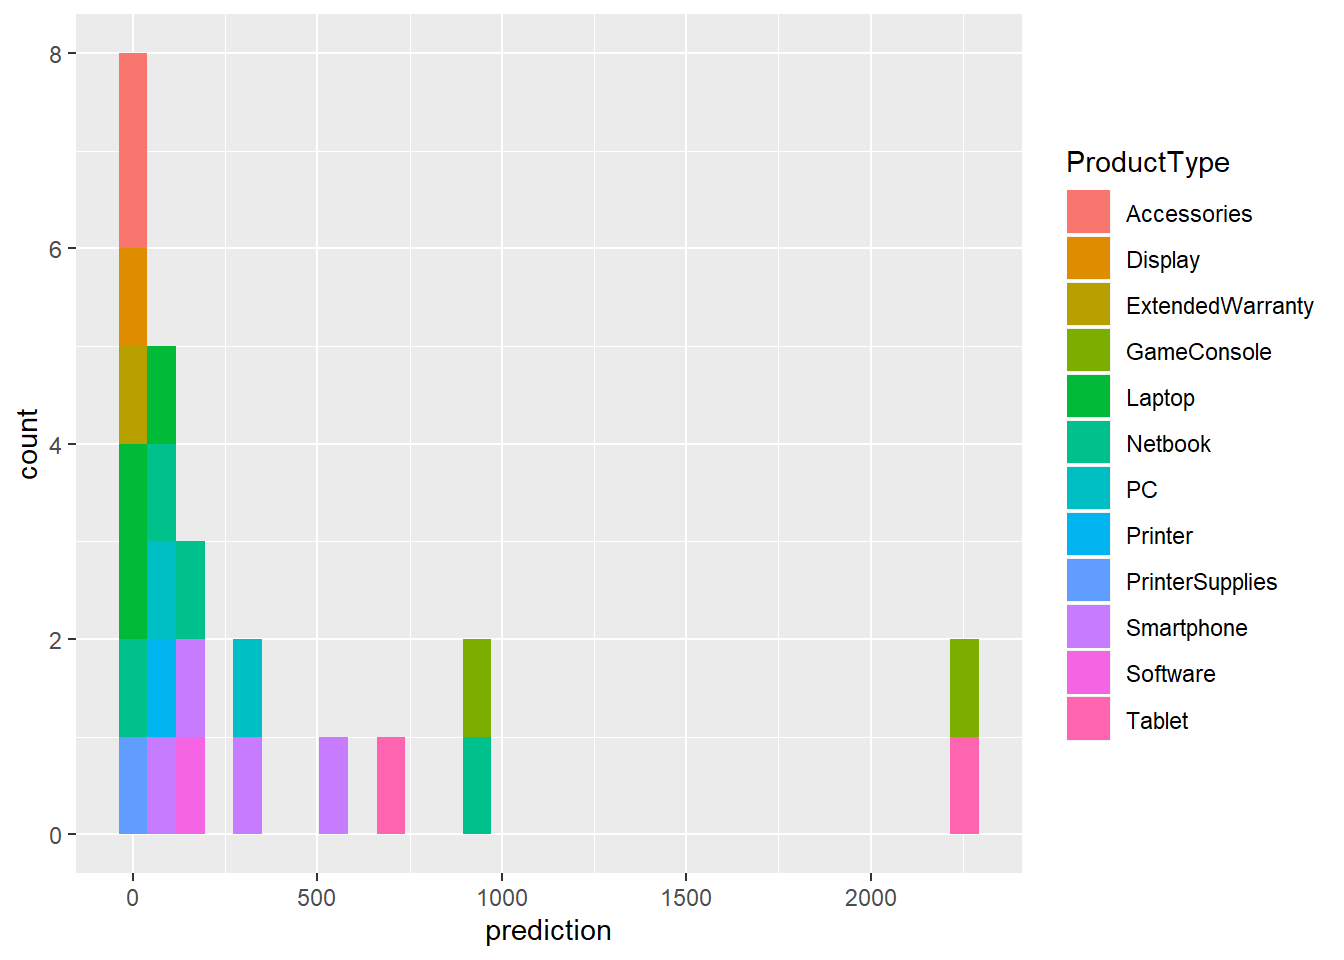 8
6
4
2
0
count
0 500 1000 1500 2000
prediction
ProductType
Accessories
Display
ExtendedWarranty
GameConsole
Laptop
Netbook
PC
Printer
PrinterSupplies
Smartphone
Software
Tablet